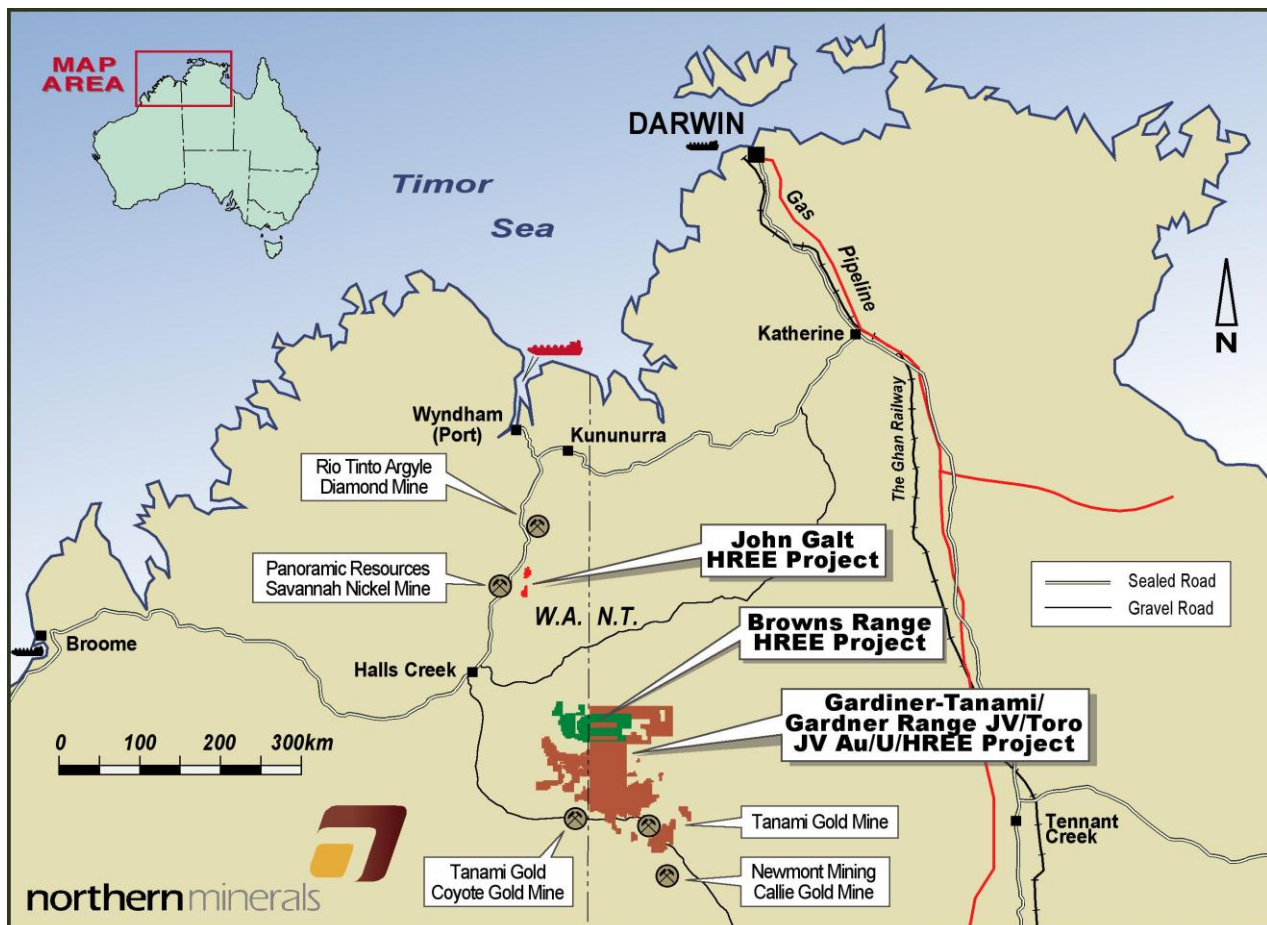 MAP
AREA
DARWIN
Timor
Sea
Gas
Pipeline
N
Katherine
Wyndham
(Port)
Kununurra
Rio Tinto Argyle
Diamond Mine
The Ghan Railway
John Galt
HREE Project
Panoramic Resources
Savannah Nickel Mine
Sealed Road
Gravel Road
W.A.
N.T.
Browns Range
HREE Project
Broome
Halls Creek
Gardiner-Tanami/
Gardner Range JV/Toro
JV Au/U/HREE Project
0 100 200 300km
Tanami Gold Mine
Tennant
Creek
Tanami Gold
Coyote Gold Mine
Newmont Mining
Callie Gold Mine
northernminerals